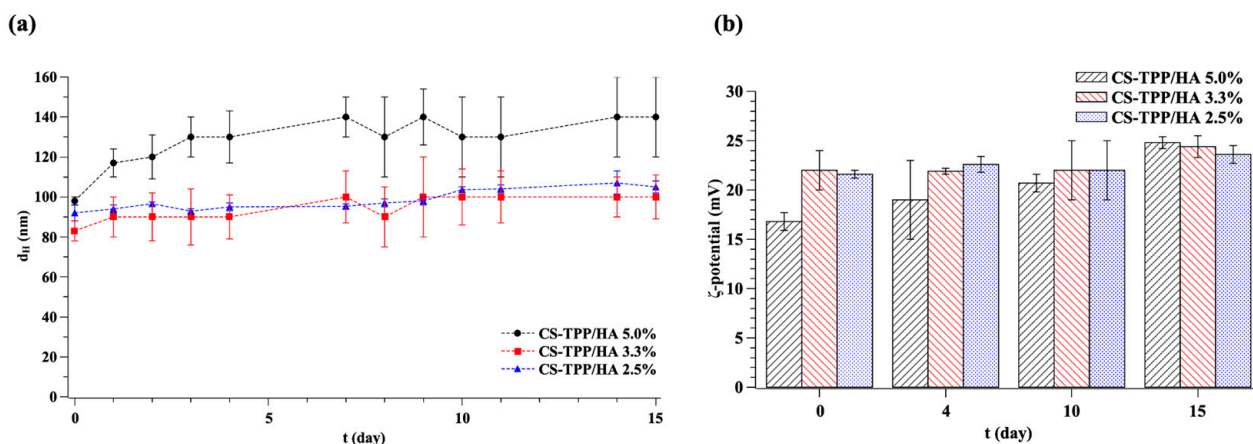 (a)
160
140
120
100
80
60
40
20
0
d_H (nm)
0
5
10
15
t (day)
CS-TPP/HA 5.0%
CS-TPP/HA 3.3%
CS-TPP/HA 2.5%
(b)
CS-TPP/HA 5.0%
CS-TPP/HA 3.3%
CS-TPP/HA 2.5%
30
25
20
15
10
5
0
ζ-potential (mV)
0
4
10
15
t (day)